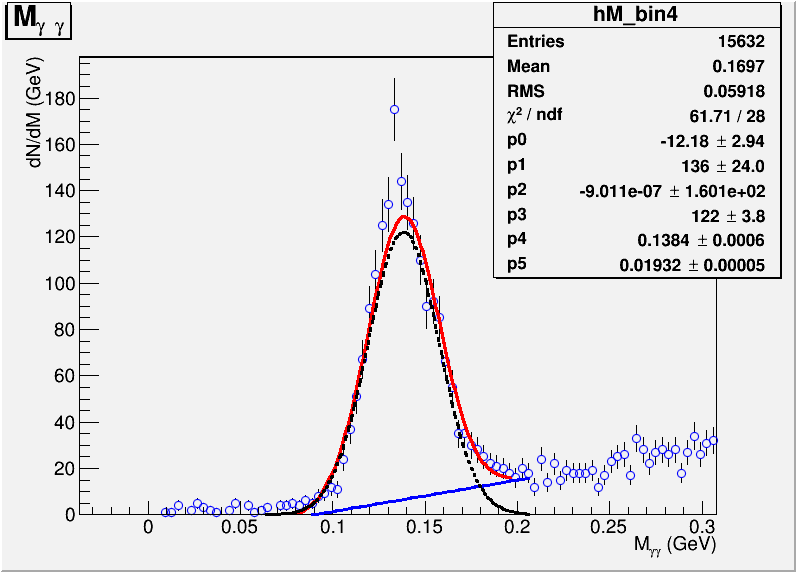 M γ γ
hM_bin4
Entries 15632
Mean 0.1697
RMS 0.05918
χ² / ndf 61.71 / 28
p0 -12.18 ± 2.94
p1 136 ± 24.0
p2 -9.011e-07 ± 1.601e+02
p3 122 ± 3.8
p4 0.1384 ± 0.0006
p5 0.01932 ± 0.00005
dN/dM (GeV)
180
160
140
120
100
80
60
40
20
0
0 0.05 0.1 0.15 0.2 0.25 0.3
Mγγ (GeV)